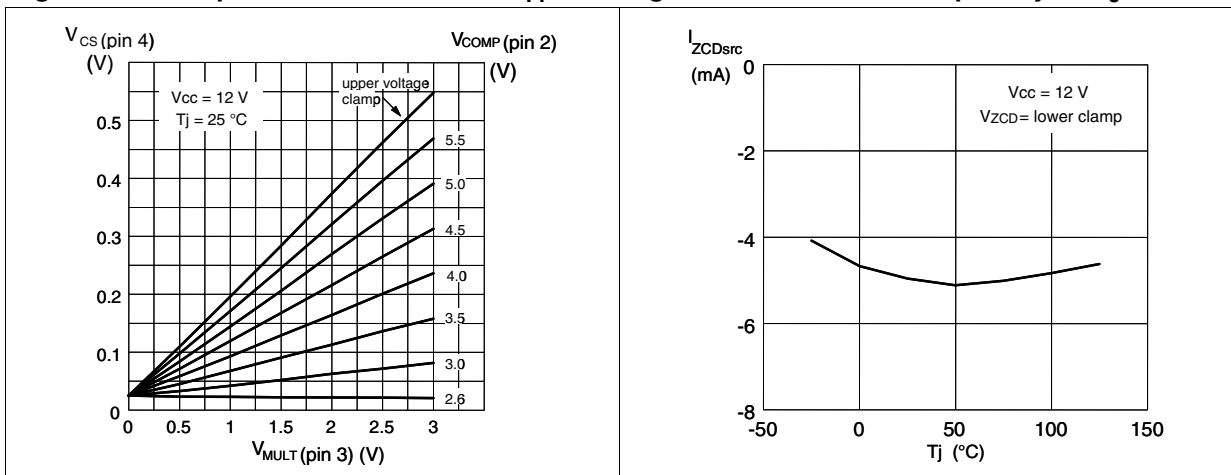 V CS (pin 4)
(V)
VCOMP (pin 2)
(V)
Vcc = 12 V
Tj = 25 °C
upper voltage
clamp
0.5
0.4
0.3
0.2
0.1
0
5.5
5.0
4.5
4.0
3.5
3.0
2.6
0 0.5 1 1.5 2 2.5 3
VMULT (pin 3) (V)
IZCDsrc
(mA)
Vcc = 12 V
VZCD = lower clamp
0
-2
-4
-6
-8
-50 0 50 100 150
Tj (°C)